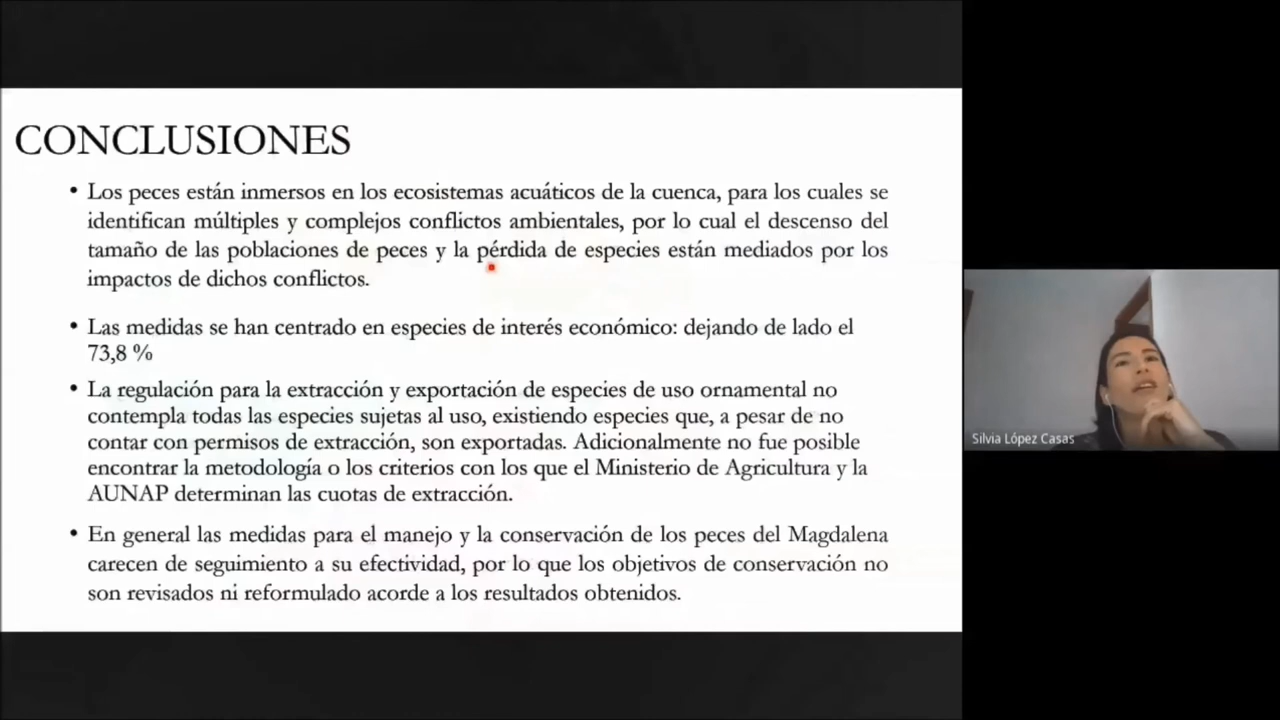 CONCLUSIONES
• Los peces están inmersos en los ecosistemas acuáticos de la cuenca, para los cuales se
identifican múltiples y complejos conflictos ambientales, por lo cual el descenso del
tamaño de las poblaciones de peces y la pérdida de especies están mediados por los
impactos de dichos conflictos.
• Las medidas se han centrado en especies de interés económico: dejando de lado el
73,8 %
• La regulación para la extracción y exportación de especies de uso ornamental no
contempla todas las especies sujetas al uso, existiendo especies que, a pesar de no
contar con permisos de extracción, son exportadas. Adicionalmente no fue posible
encontrar la metodología o los criterios con los que el Ministerio de Agricultura y la
AUNAP determinan las cuotas de extracción.
• En general las medidas para el manejo y la conservación de los peces del Magdalena
carecen de seguimiento a su efectividad, por lo que los objetivos de conservación no
son revisados ni reformulado acorde a los resultados obtenidos.
Silvia López Casas